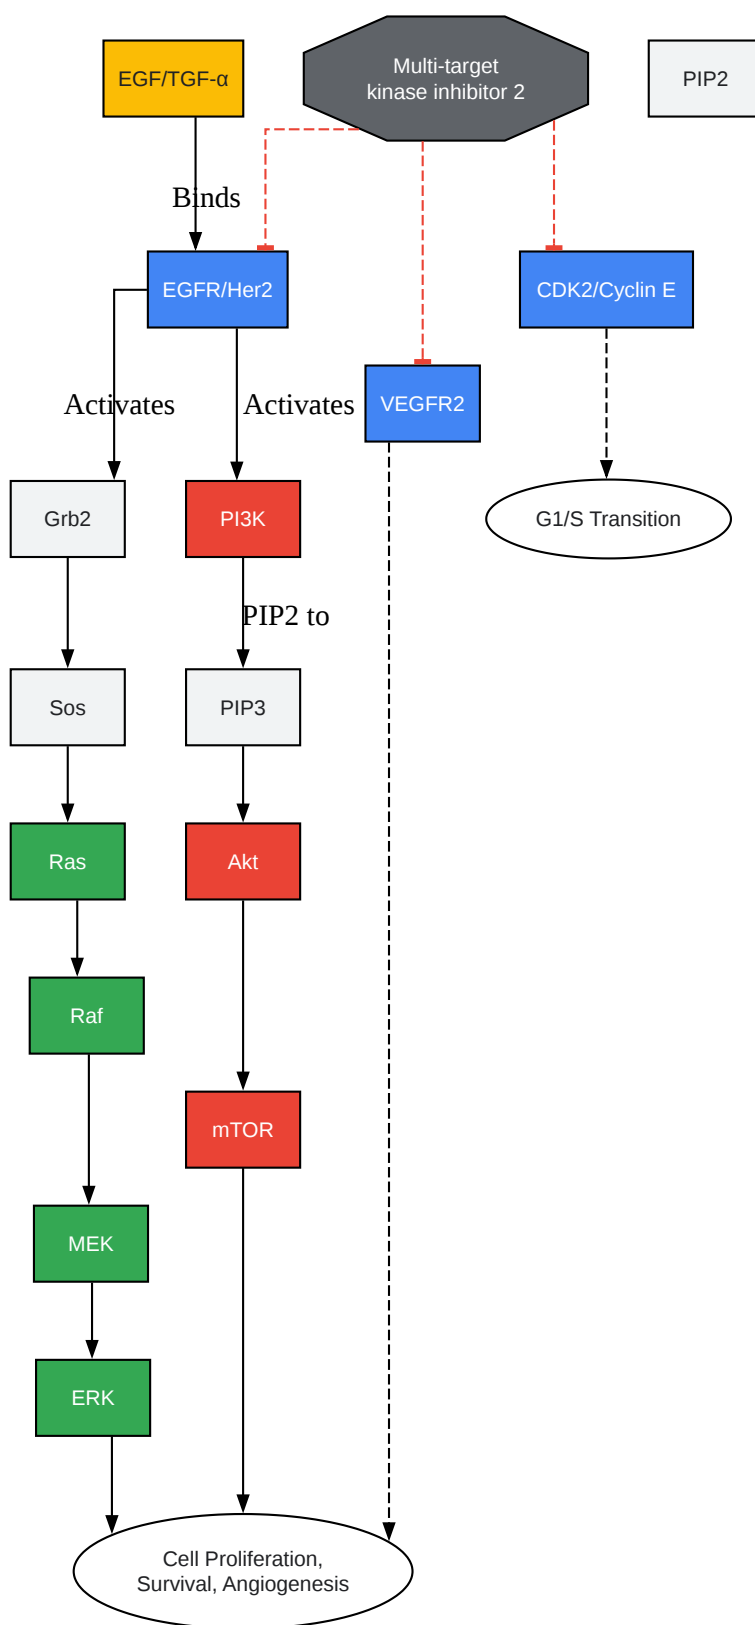 EGF/TGF-α
Multi-target
kinase inhibitor 2
PIP2
Binds
EGFR/Her2
CDK2/Cyclin E
Activates
Activates
VEGFR2
Grb2
PI3K
G1/S Transition
PIP2 to
Sos
PIP3
Ras
Akt
Raf
mTOR
MEK
ERK
Cell Proliferation,
Survival, Angiogenesis